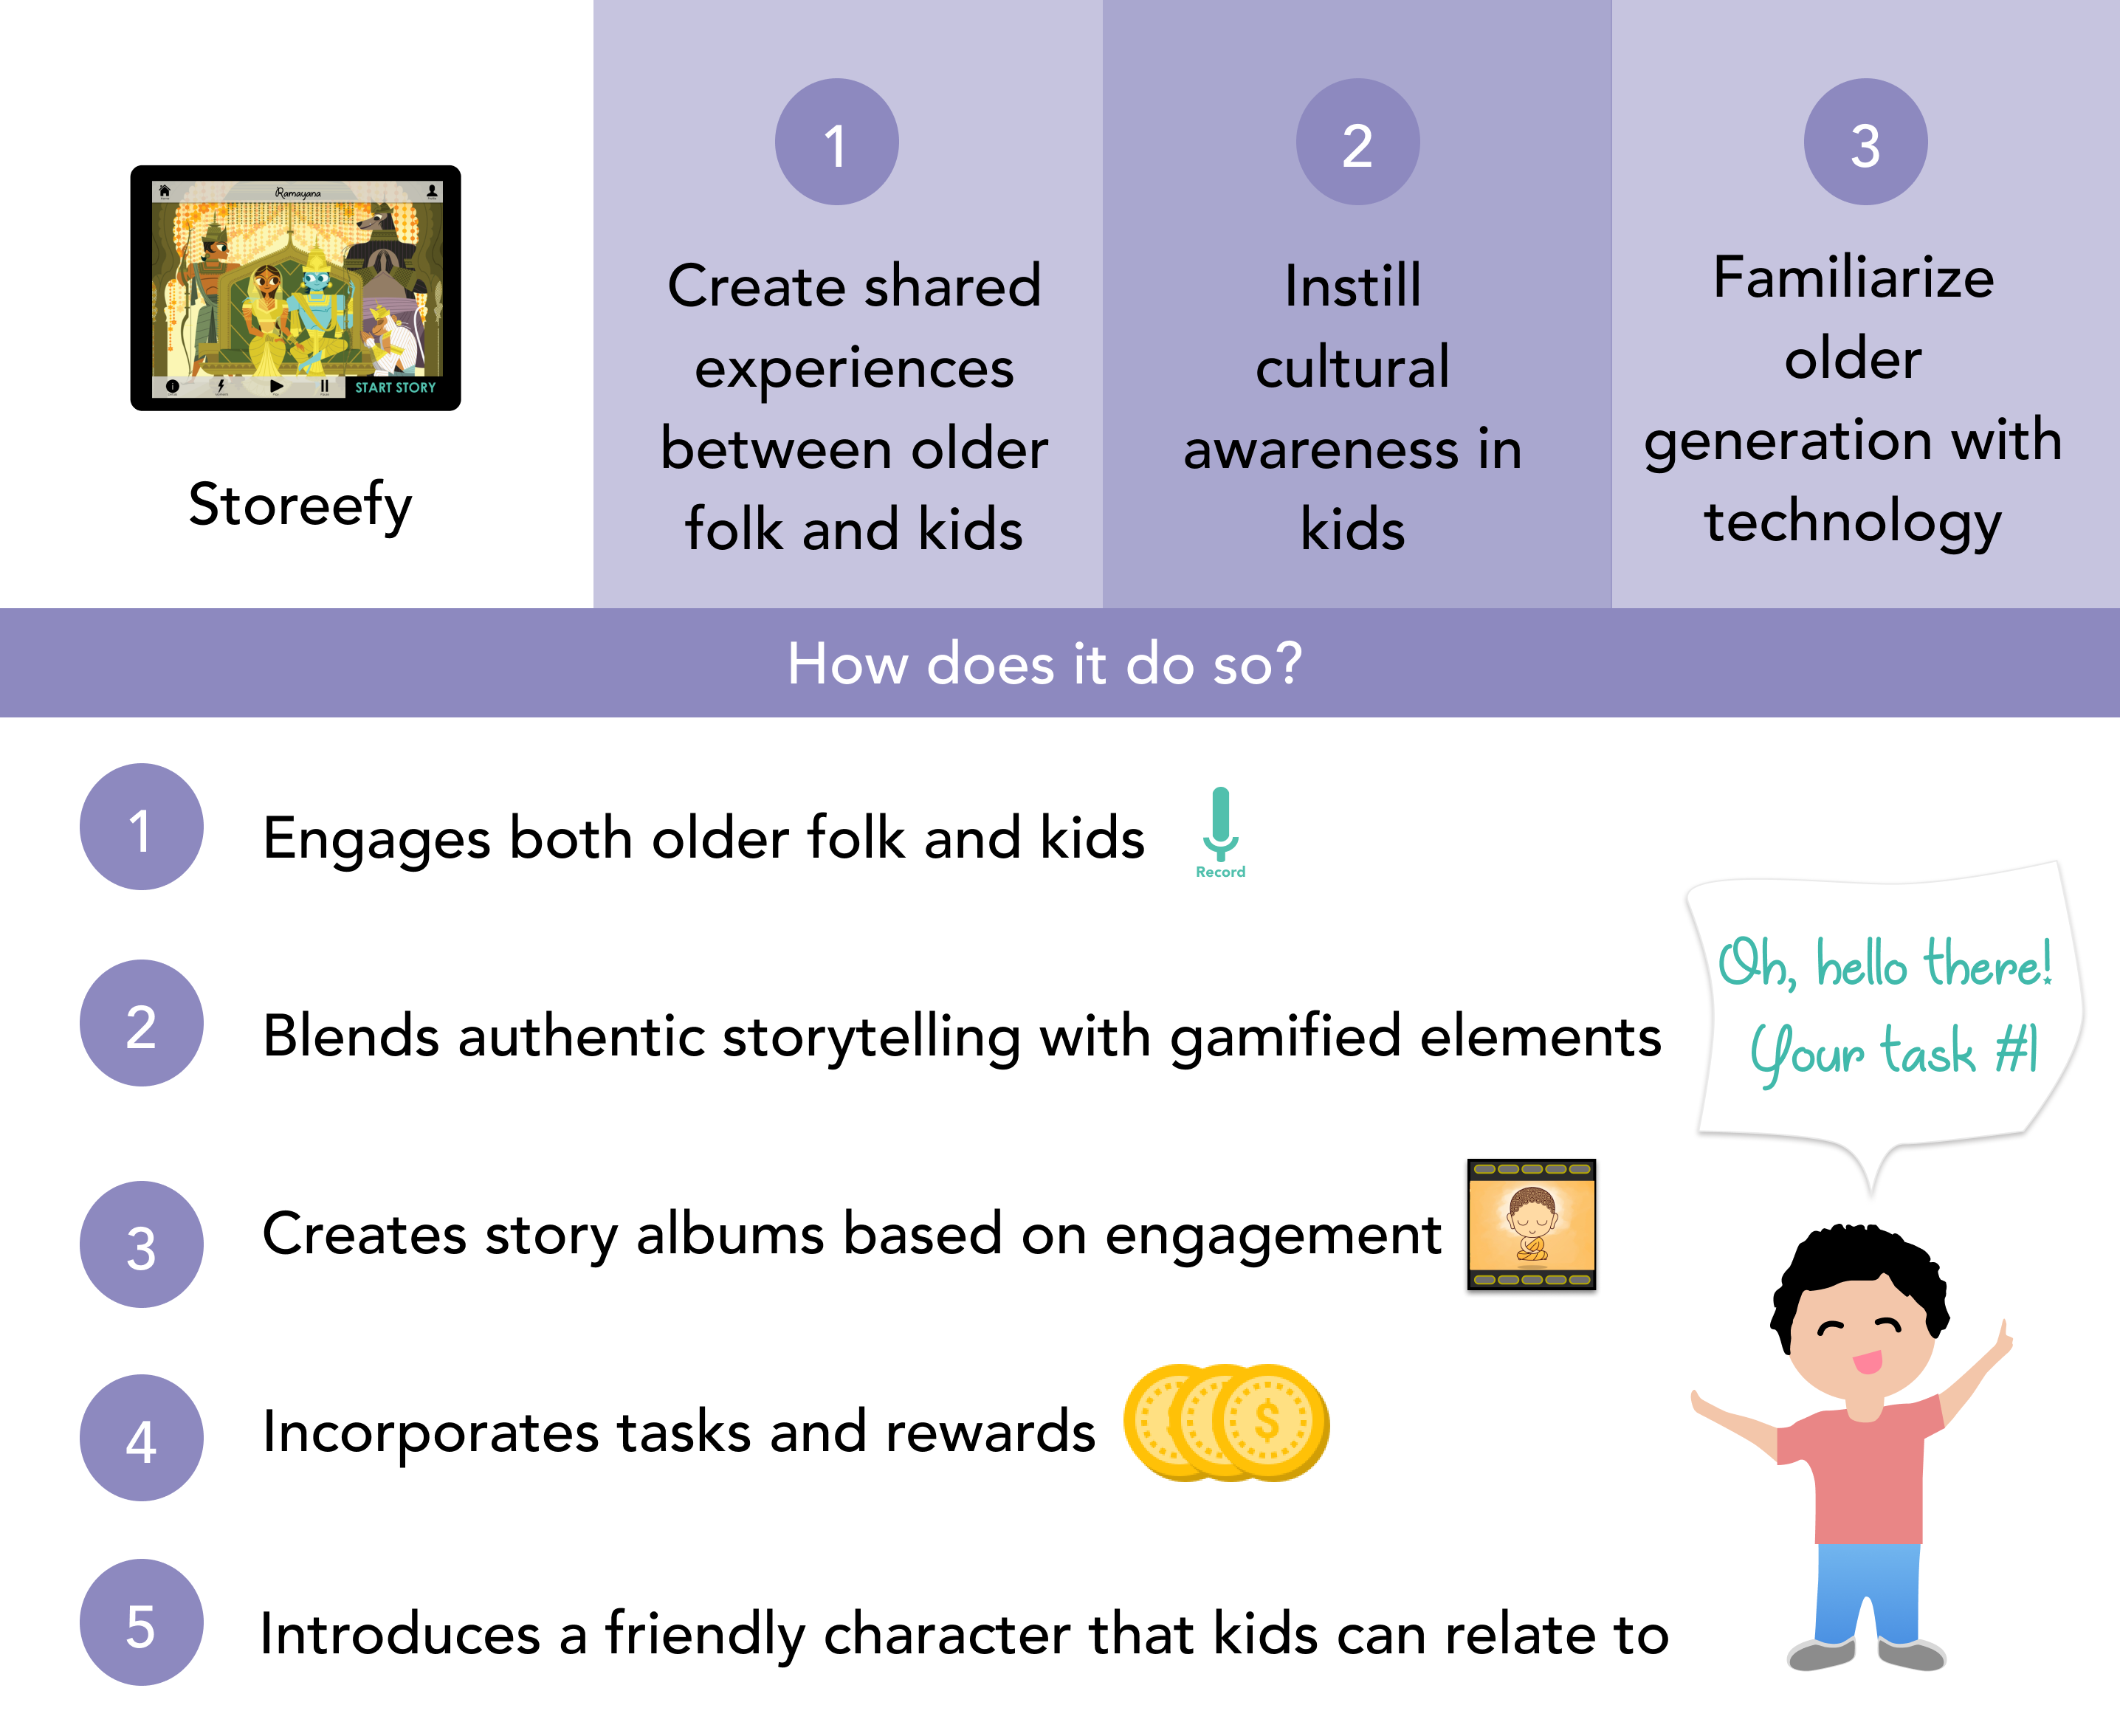 Ramayana
START STORY
Storeefy
1
Create shared
experiences
between older
folk and kids
2
Instill
cultural
awareness in
kids
3
Familiarize
older
generation with
technology
How does it do so?
1
Engages both older folk and kids
Record
2
Blends authentic storytelling with gamified elements
3
Creates story albums based on engagement
4
Incorporates tasks and rewards
$
5
Introduces a friendly character that kids can relate to
Oh, hello there!
Your task #1